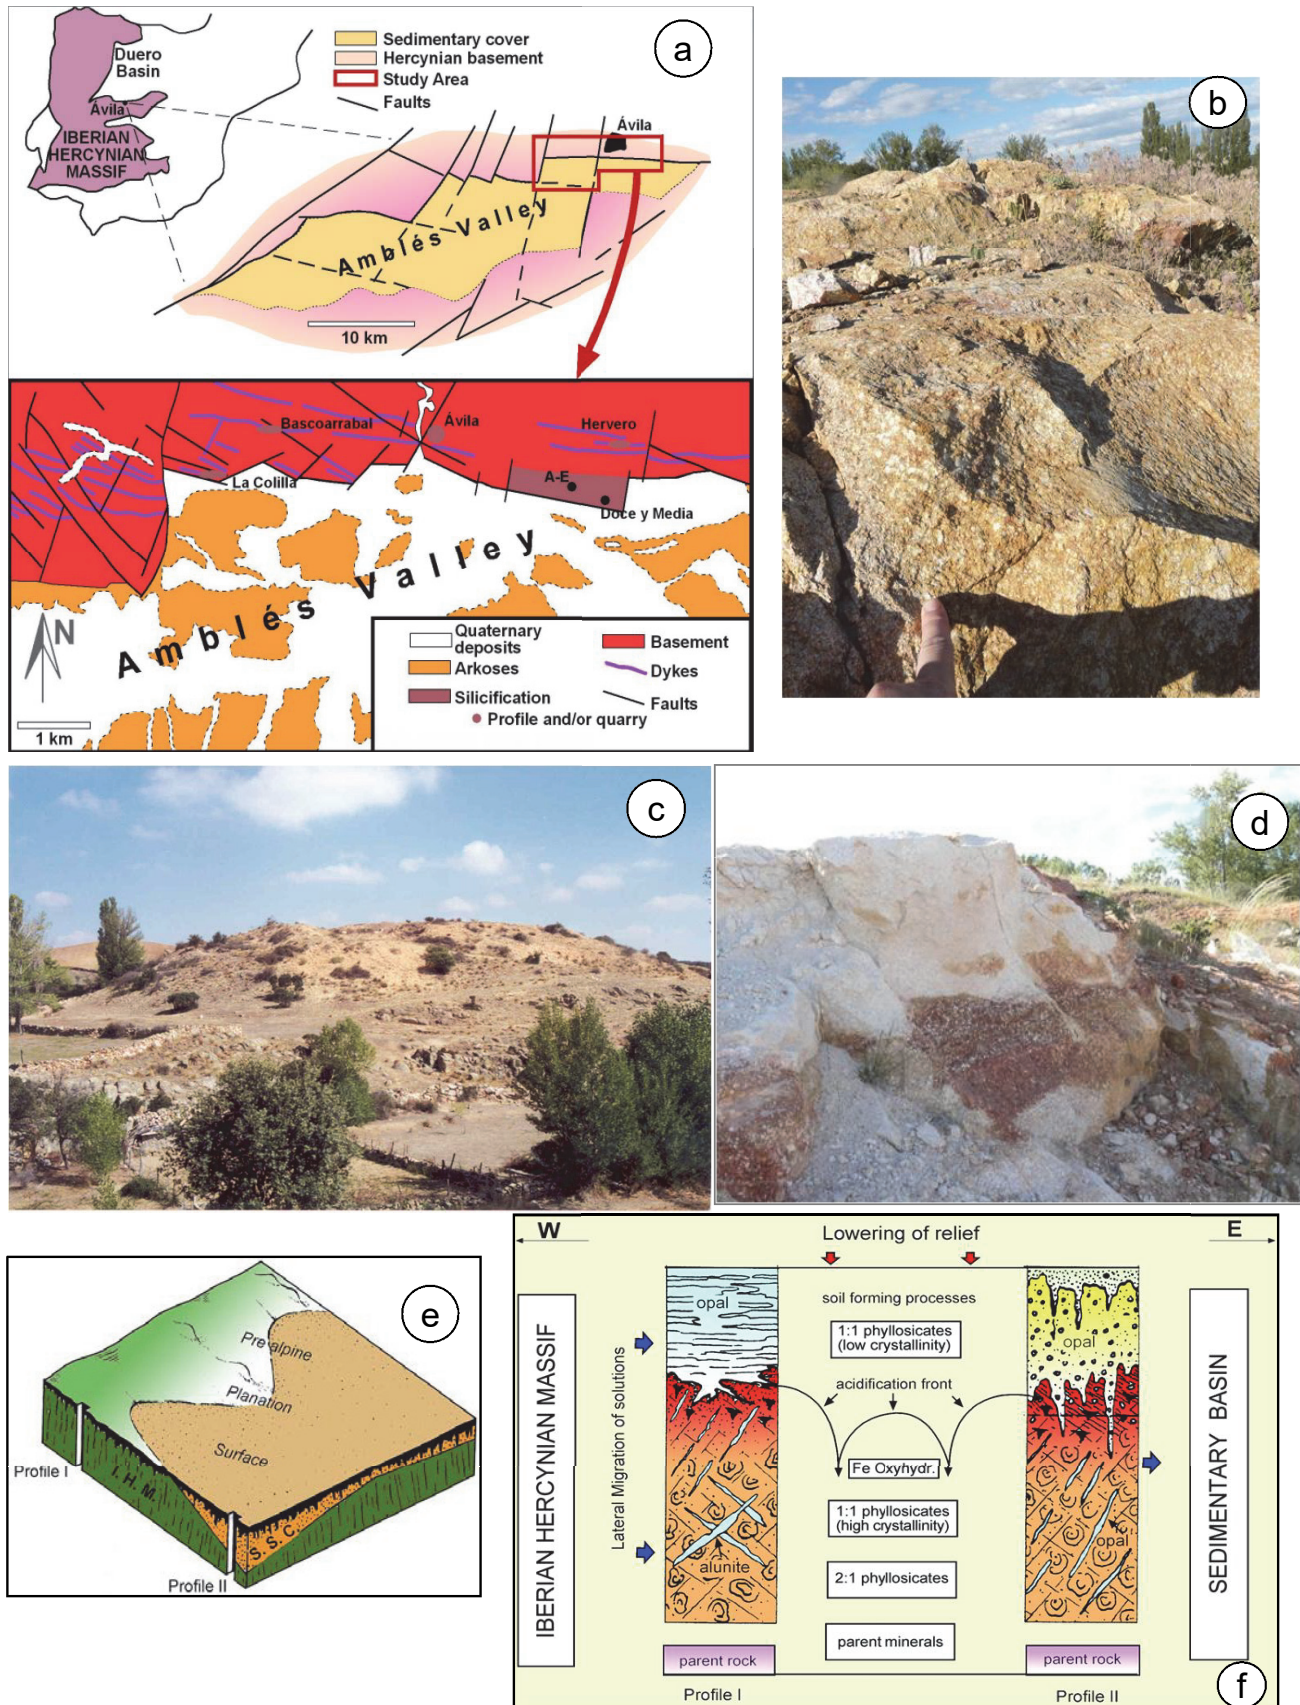 a
Duero
Basin
Ávila
IBERIAN
HERCYNIAN
MASSIF
Sedimentary cover
Hercynian basement
Study Area
Faults
Ávila
Amblés Valley
10 km
Bascoarrabal
Ávila
Hervero
La Colilla
A-E
Doce y Media
Amblés Valley
N
1 km
Quaternary
deposits
Basement
Arkoses
Dykes
Silicification
Faults
Profile and/or quarry
b
c
d
e
Pre alpine
Planation
Surface
Profile I
I. H. M.
S. S. C.
Profile II
W
Lowering of relief
E
IBERIAN HERCYNIAN MASSIF
Lateral Migration of solutions
opal
alunite
parent rock
Profile I
soil forming processes
1:1 phyllosicates
(low crystallinity)
acidification front
Fe Oxyhydr.
1:1 phyllosicates
(high crystallinity)
2:1 phyllosicates
parent minerals
opal
opal
parent rock
Profile II
SEDIMENTARY BASIN
f